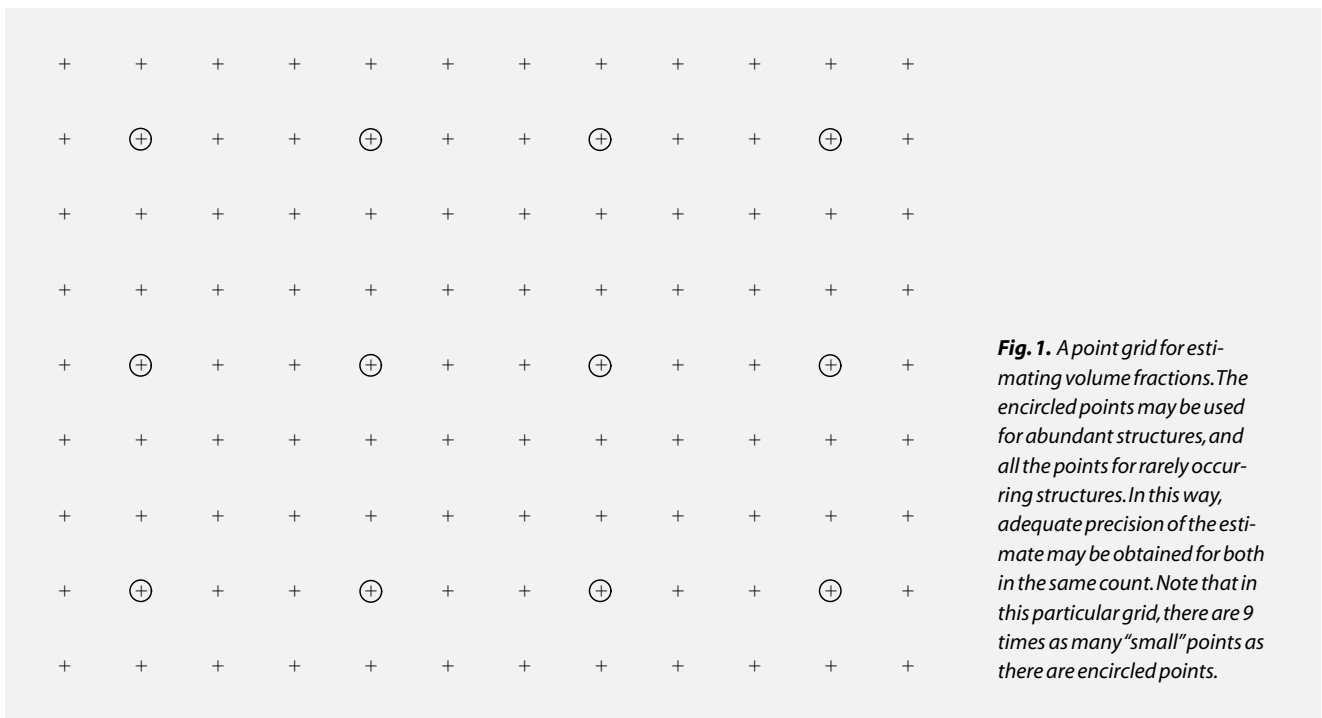 Fig. 1. A point grid for esti-
mating volume fractions. The
encircled points may be used
for abundant structures, and
all the points for rarely occur-
ring structures. In this way,
adequate precision of the esti-
mate may be obtained for both
in the same count. Note that in
this particular grid, there are 9
times as many “small” points as
there are encircled points.